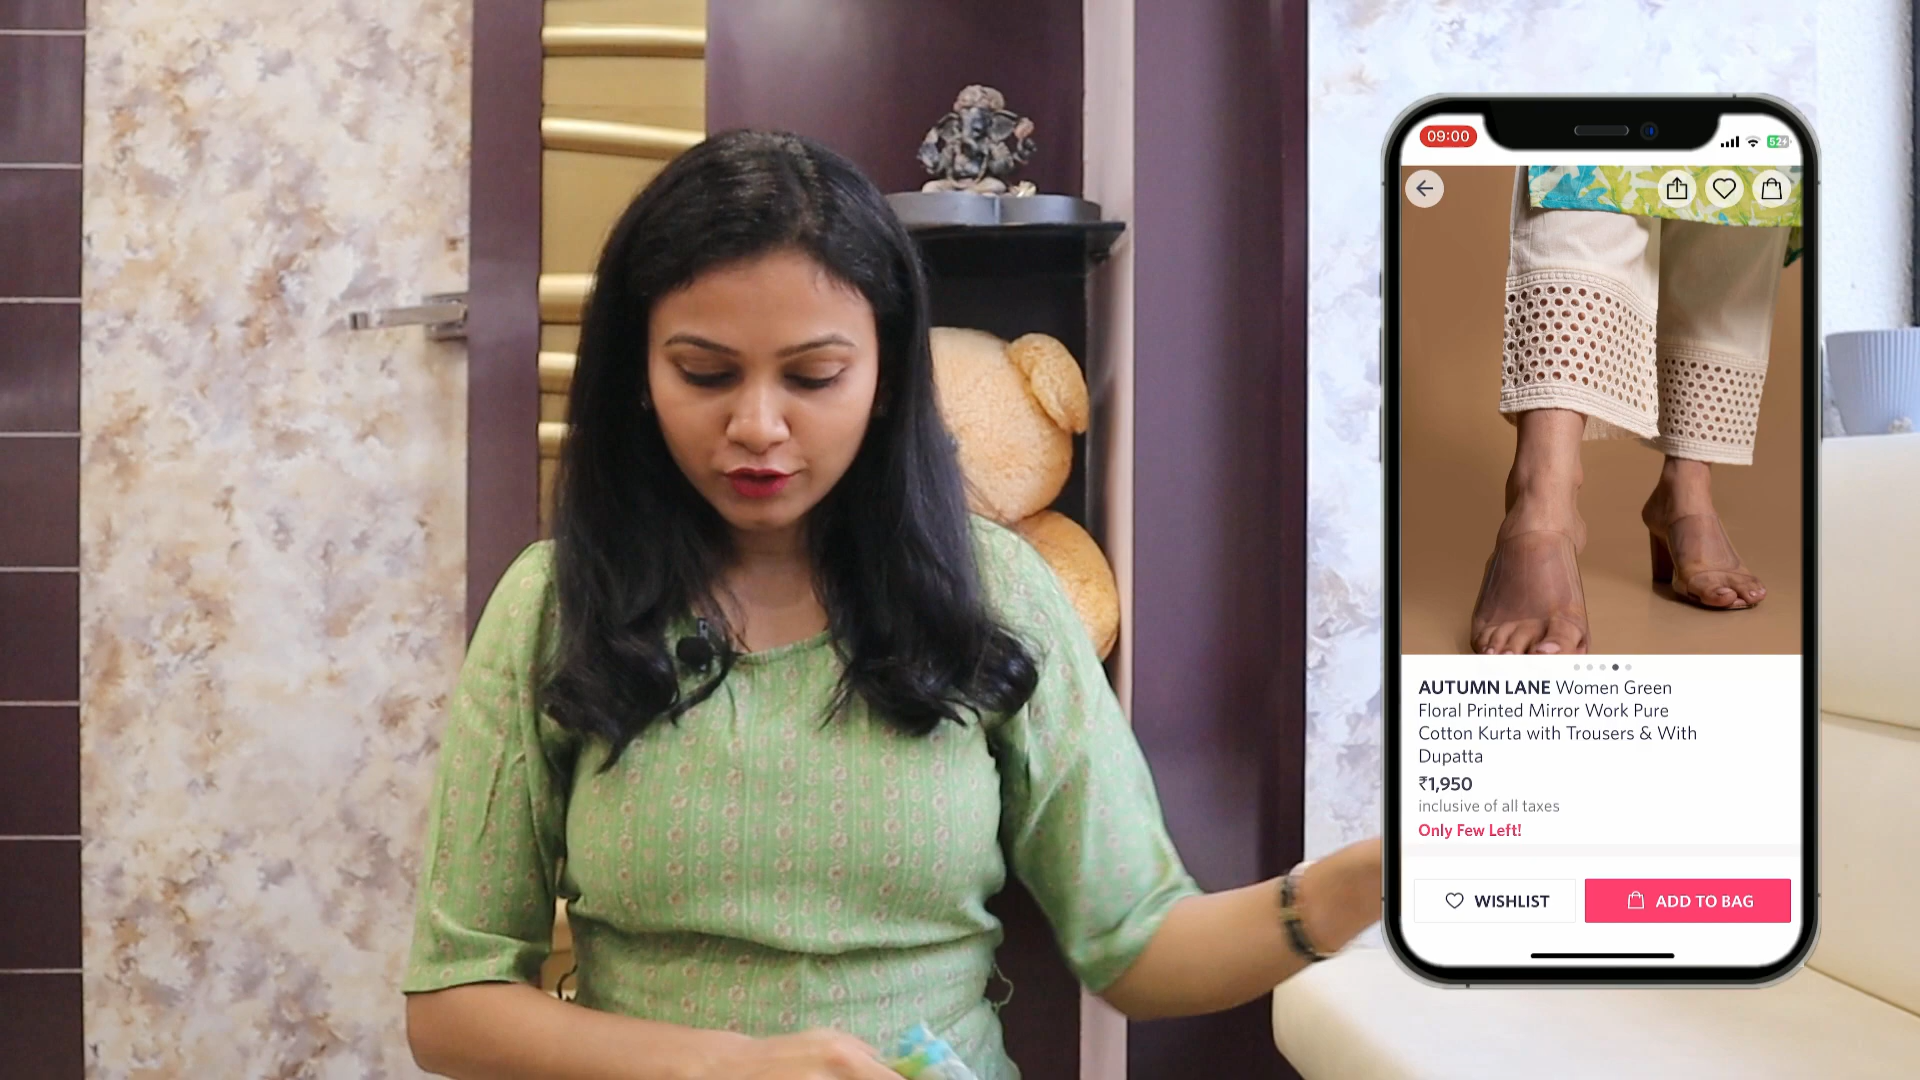 09:00
52
AUTUMN LANE Women Green
Floral Printed Mirror Work Pure
Cotton Kurta with Trousers & With
Dupatta
₹1,950
inclusive of all taxes
Only Few Left!
WISHLIST
ADD TO BAG